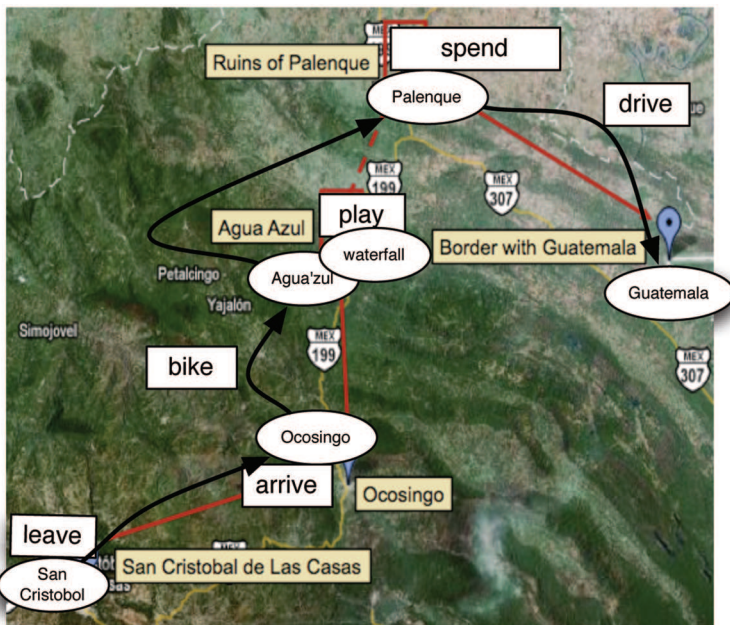 MEX
spend
Ruins of Palenque
Palenque
drive
MEX
199
MEX
307
play
Agua Azul
waterfall
Border with Guatemala
Petalcingo
Agua'zul
Guatemala
Yajalón
Simojovel
MEX
199
MEX
307
bike
Ocosingo
arrive
Ocosingo
leave
MEX
San Cristobal de Las Casas
San
Cristobol